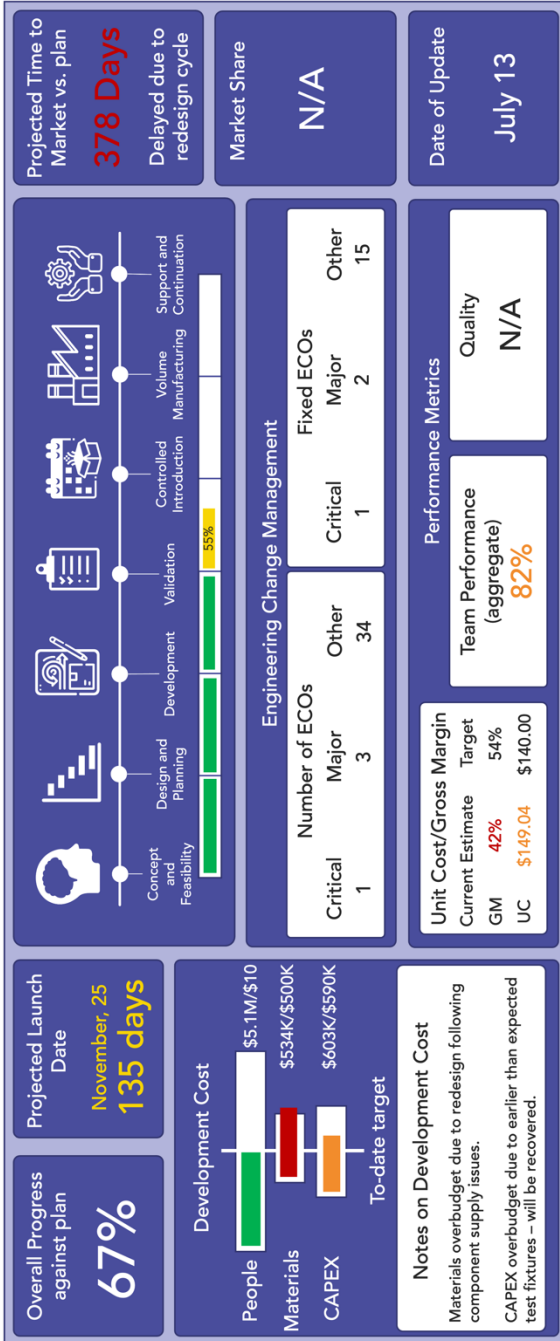 Overall Progress
against plan
67%
Projected Launch
Date
November, 25
135 days
Concept
and
Feasibility
Design and
Planning
Development
Validation
Controlled
Introduction
Volume
Manufacturing
Support and
Continuation
55%
Projected Time to
Market vs. plan
378 Days
Delayed due to
redesign cycle
Development Cost
People $5.1M/$10
Materials $534K/$500K
CAPEX $603K/$590K
To-date target
Notes on Development Cost
Materials overbudget due to redesign following
component supply issues.
CAPEX overbudget due to earlier than expected
test fixtures – will be recovered.
Engineering Change Management
Number of ECOs
Critical Major Other
1 3 34
Fixed ECOs
Critical Major Other
1 2 15
Market Share
N/A
Performance Metrics
Unit Cost/Gross Margin
Current Estimate Target
GM 42% 54%
UC $149.04 $140.00
Team Performance
(aggregate)
82%
Quality
N/A
Date of Update
July 13